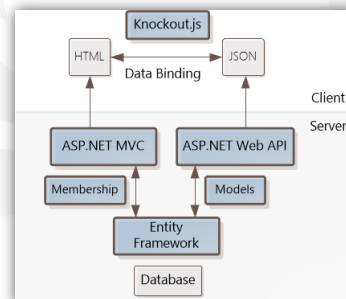 Knockout.js
HTML
JSON
Data Binding
Client
Server
ASP.NET MVC
ASP.NET Web API
Membership
Models
Entity
Framework
Database